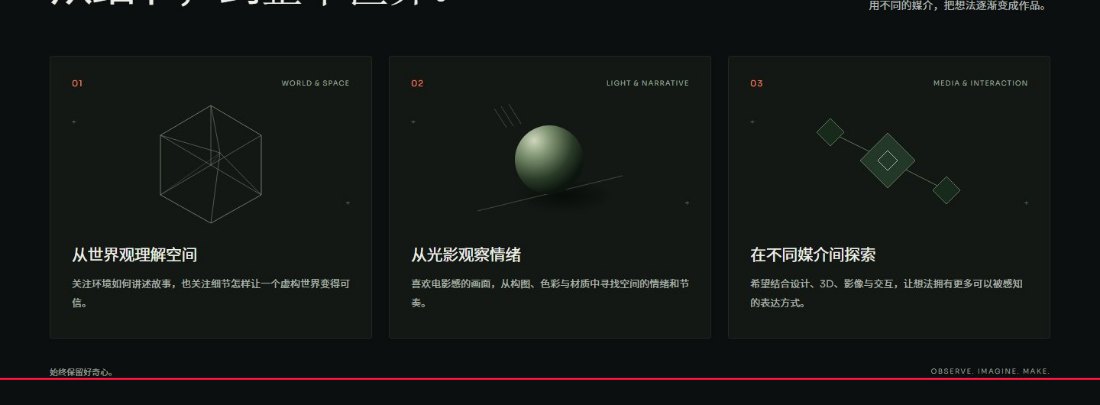 用不同的媒介，把想法逐渐变成作品。
01
WORLD & SPACE
从世界观理解空间
关注环境如何讲述故事，也关注细节怎样让一个虚构世界变得可
信。
02
LIGHT & NARRATIVE
从光影观察情绪
喜欢电影感的画面，从构图、色彩与材质中寻找空间的情绪和节
奏。
03
MEDIA & INTERACTION
在不同媒介间探索
希望结合设计、3D、影像与交互，让想法拥有更多可以被感知
的表达方式。
始终保留好奇心。
OBSERVE. IMAGINE. MAKE.